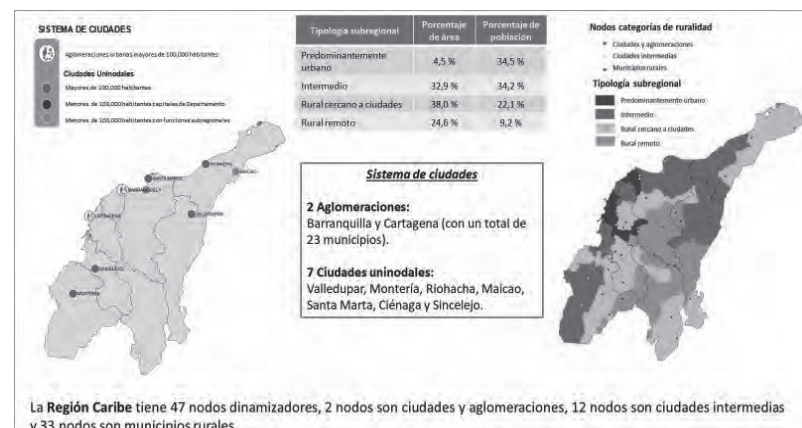 SISTEMA DE CIUDADES
Aglomeraciones urbanas mayores de 100,000 habitantes
Ciudades Uninodales
Mayores de 100,000 habitantes
Menores de 100,000 habitantes capitales de Departamento
Menores de 100,000 habitantes con funciones subregionales
RIOHACHA
MAICAO
SANTA MARTA
BARRANQUILLA
CARTAGENA
VALLEDUPAR
SINCELEJO
MONTERÍA
Tipología subregional
Porcentaje de área
Porcentaje de población
Predominantemente urbano 4,5 % 34,5 %
Intermedio 32,9 % 34,2 %
Rural cercano a ciudades 38,0 % 22,1 %
Rural remoto 24,6 % 9,2 %
Sistema de ciudades
2 Aglomeraciones:
Barranquilla y Cartagena (con un total de
23 municipios).
7 Ciudades uninodales:
Valledupar, Montería, Riohacha, Maicao,
Santa Marta, Ciénaga y Sincelejo.
Nodos categorías de ruralidad
Ciudades y aglomeraciones
Ciudades intermedias
Municipios rurales
Tipología subregional
Predominantemente urbano
Intermedio
Rural cercano a ciudades
Rural remoto
La Región Caribe tiene 47 nodos dinamizadores, 2 nodos son ciudades y aglomeraciones, 12 nodos son ciudades intermedias
y 33 nodos son municipios rurales